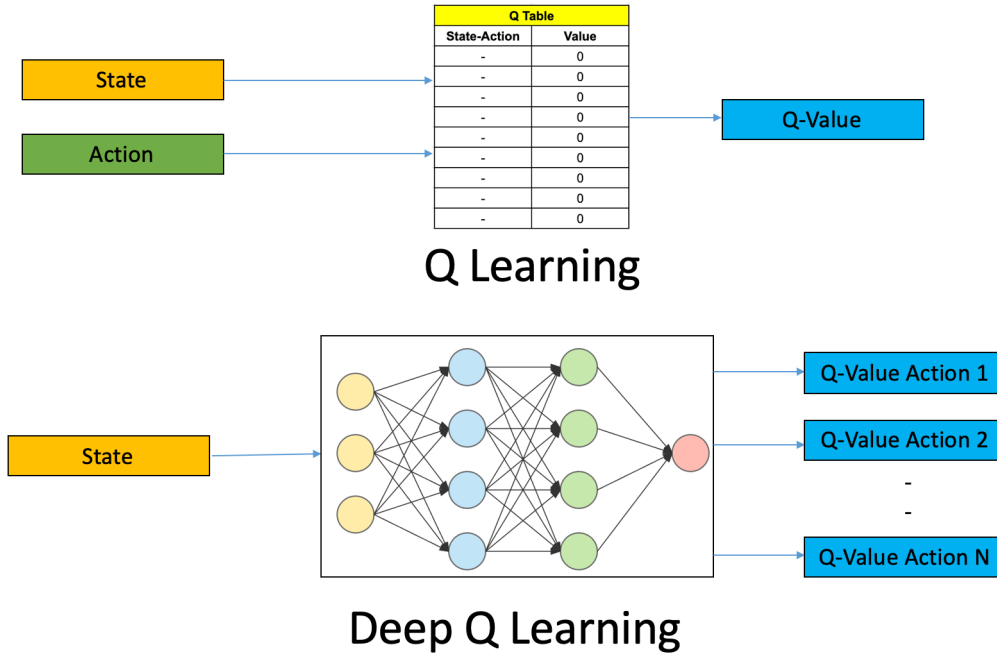 Q Table
State-Action Value
- 0
- 0
- 0
- 0
- 0
- 0
- 0
- 0
- 0
State
Action
Q-Value
Q Learning
State
Q-Value Action 1
Q-Value Action 2
-
-
Q-Value Action N
Deep Q Learning